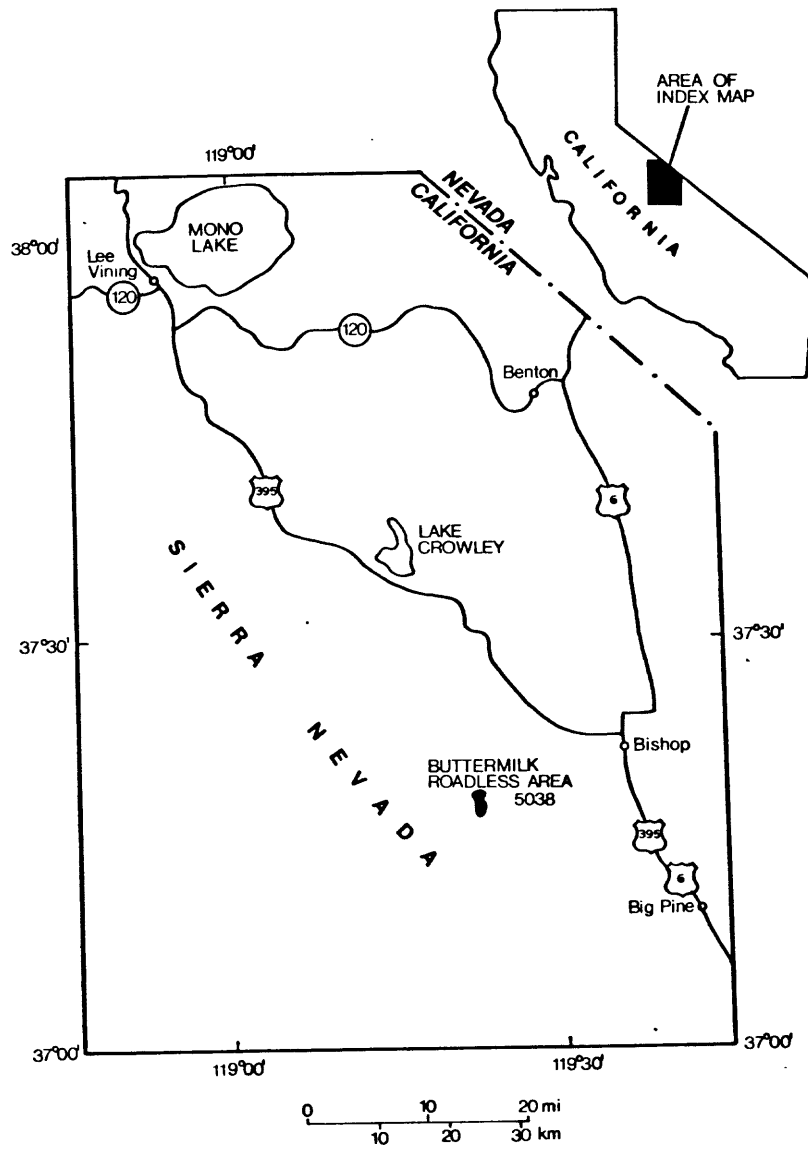 AREA OF
INDEX MAP
CALIFORNIA
119°00'
NEVADA
CALIFORNIA
38°00'
MONO
LAKE
Lee
Vining
120
120
Benton
395
6
LAKE
CROWLEY
SIERRA NEVADA
37°30'
37°30'
Bishop
BUTTERMILK
ROADLESS AREA
5038
395
6
Big Pine
37°00'
37°00'
119°00'
119°30'
0 10 20 mi
10 20 30 km